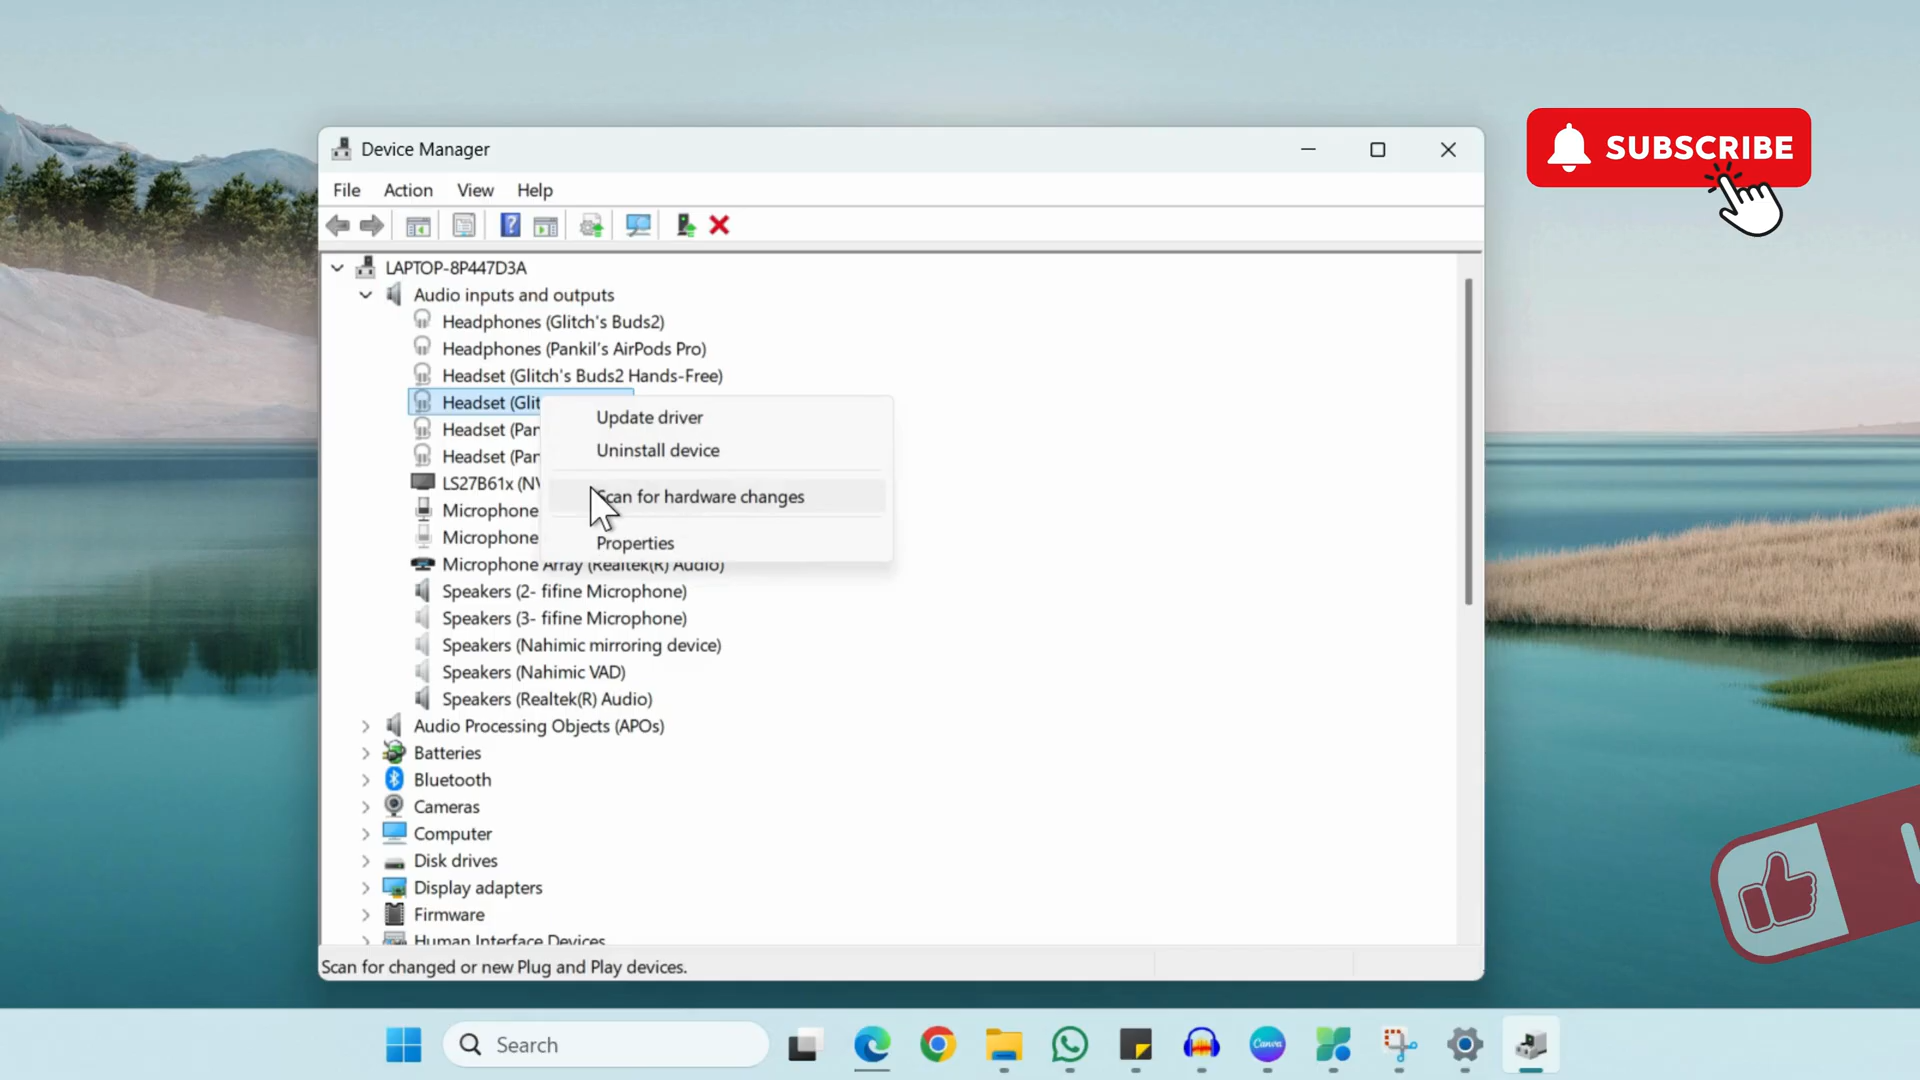 Device Manager
SUBSCRIBE
File Action View Help
LAPTOP-8P447D3A
Audio inputs and outputs
Headphones (Glitch's Buds2)
Headphones (Pankil's AirPods Pro)
Headset (Glitch's Buds2 Hands-Free)
Headset (Glit
Update driver
Headset (Pan
Uninstall device
Headset (Pan
LS27B61x (NV
Scan for hardware changes
Microphone
Microphone
Properties
Microphone Array (Realtek(R) Audio)
Speakers (2- fifine Microphone)
Speakers (3- fifine Microphone)
Speakers (Nahimic mirroring device)
Speakers (Nahimic VAD)
Speakers (Realtek(R) Audio)
Audio Processing Objects (APOs)
Batteries
Bluetooth
Cameras
Computer
Disk drives
Display adapters
Firmware
Human Interface Devices
Scan for changed or new Plug and Play devices.
Search
Canva